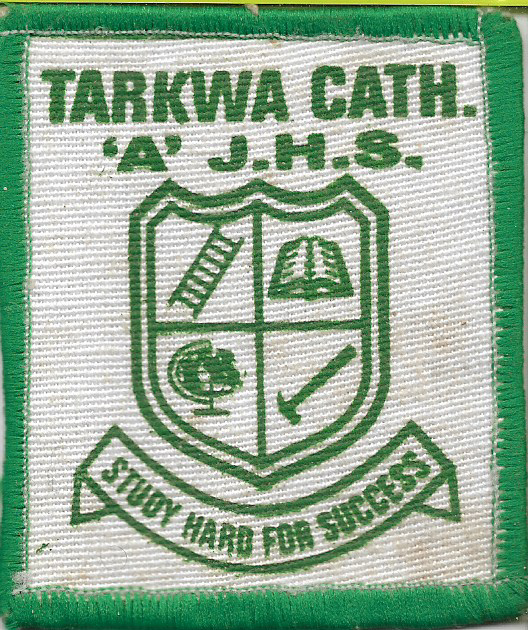 TARKWA CATH.
'A' J.H.S.
STUDY HARD FOR SUCCESS